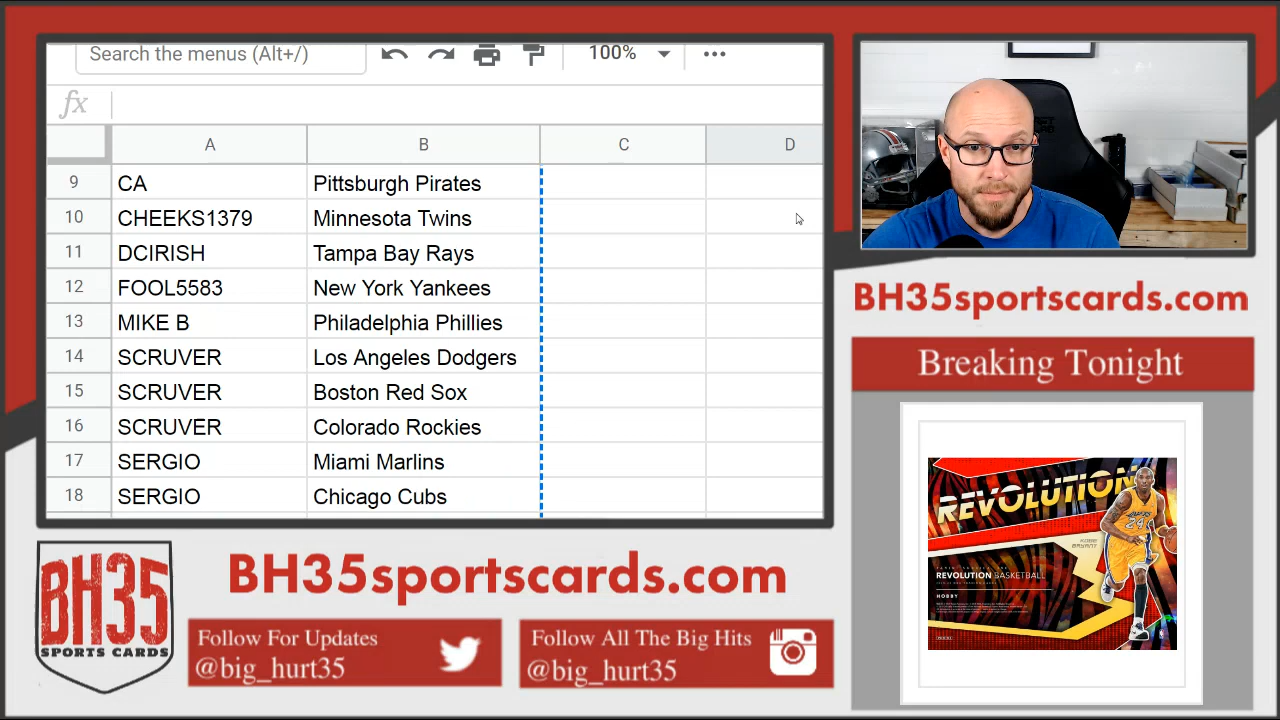 Search the menus (Alt+/)
100%
fx
A B C D
9 CA Pittsburgh Pirates
10 CHEEKS1379 Minnesota Twins
11 DCIRISH Tampa Bay Rays
12 FOOL5583 New York Yankees
13 MIKE B Philadelphia Phillies
14 SCRUVER Los Angeles Dodgers
15 SCRUVER Boston Red Sox
16 SCRUVER Colorado Rockies
17 SERGIO Miami Marlins
18 SERGIO Chicago Cubs
BH35sportscards.com
Breaking Tonight
REVOLUTION
24
REVOLUTION BASKETBALL
HOBBY
BH35
SPORTS CARDS
BH35sportscards.com
Follow For Updates
@big_hurt35
Follow All The Big Hits
@big_hurt35